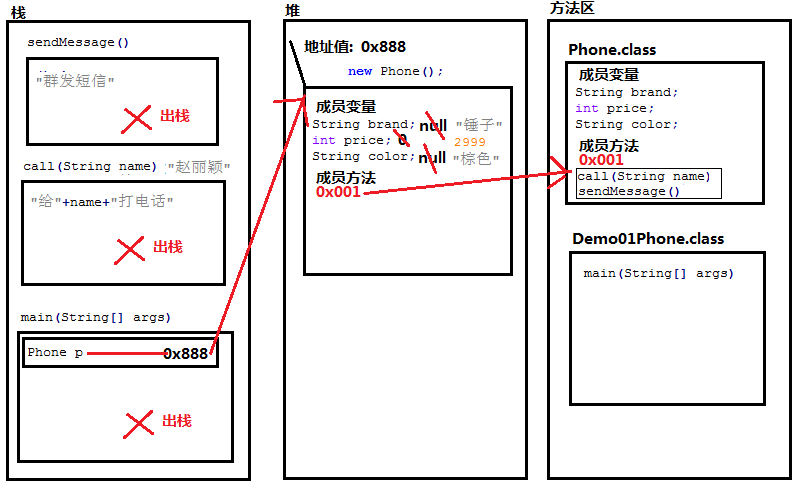 栈
sendMessage()
"群发短信"
出栈
call(String name) "赵丽颖"
"给"+name+"打电话"
出栈
main(String[] args)
Phone p 0x888
出栈
堆
地址值: 0x888
new Phone();
成员变量
String brand; null "锤子"
int price; 0 2999
String color; null "棕色"
成员方法
0x001
方法区
Phone.class
成员变量
String brand;
int price;
String color;
成员方法
0x001
call(String name)
sendMessage()
Demo01Phone.class
main(String[] args)